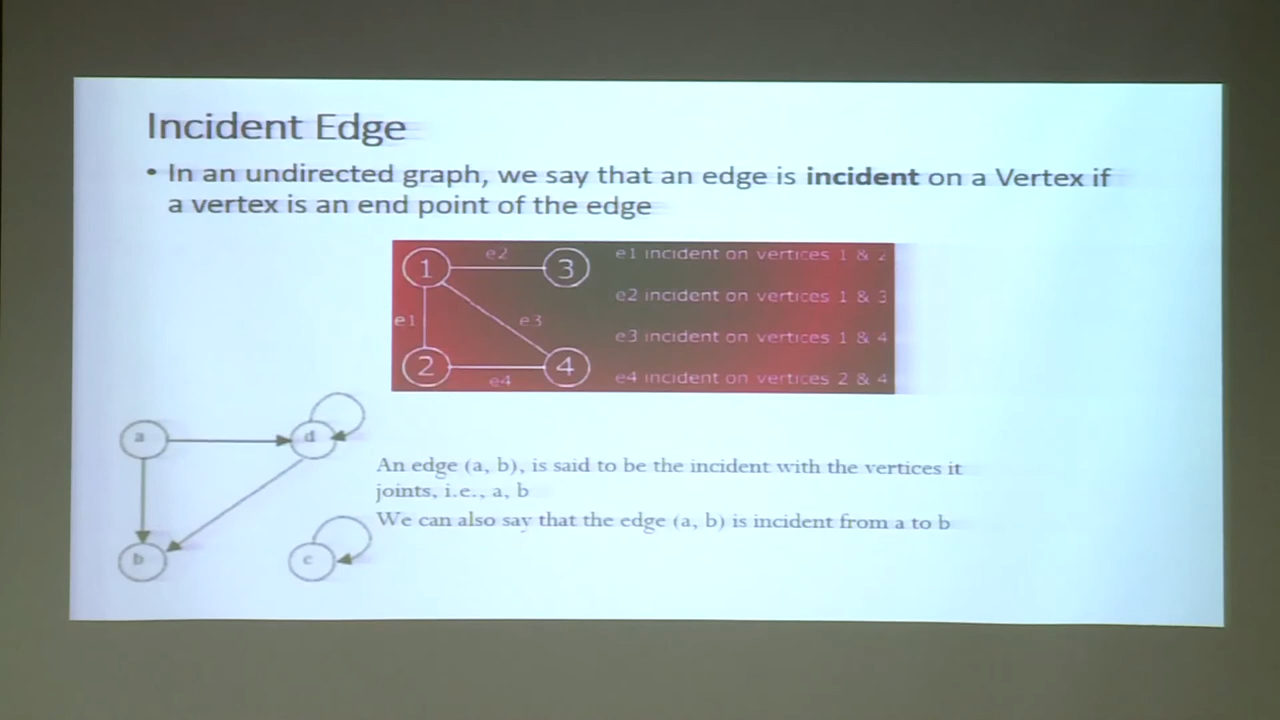 Incident Edge
• In an undirected graph, we say that an edge is incident on a Vertex if
a vertex is an end point of the edge
1 e2 3 e1 incident on vertices 1 & 2
e2 incident on vertices 1 & 3
e1 e3
e3 incident on vertices 1 & 4
2 e4 4 e4 incident on vertices 2 & 4
a d
An edge (a, b), is said to be the incident with the vertices it
joints, i.e., a, b
We can also say that the edge (a, b) is incident from a to b
b c